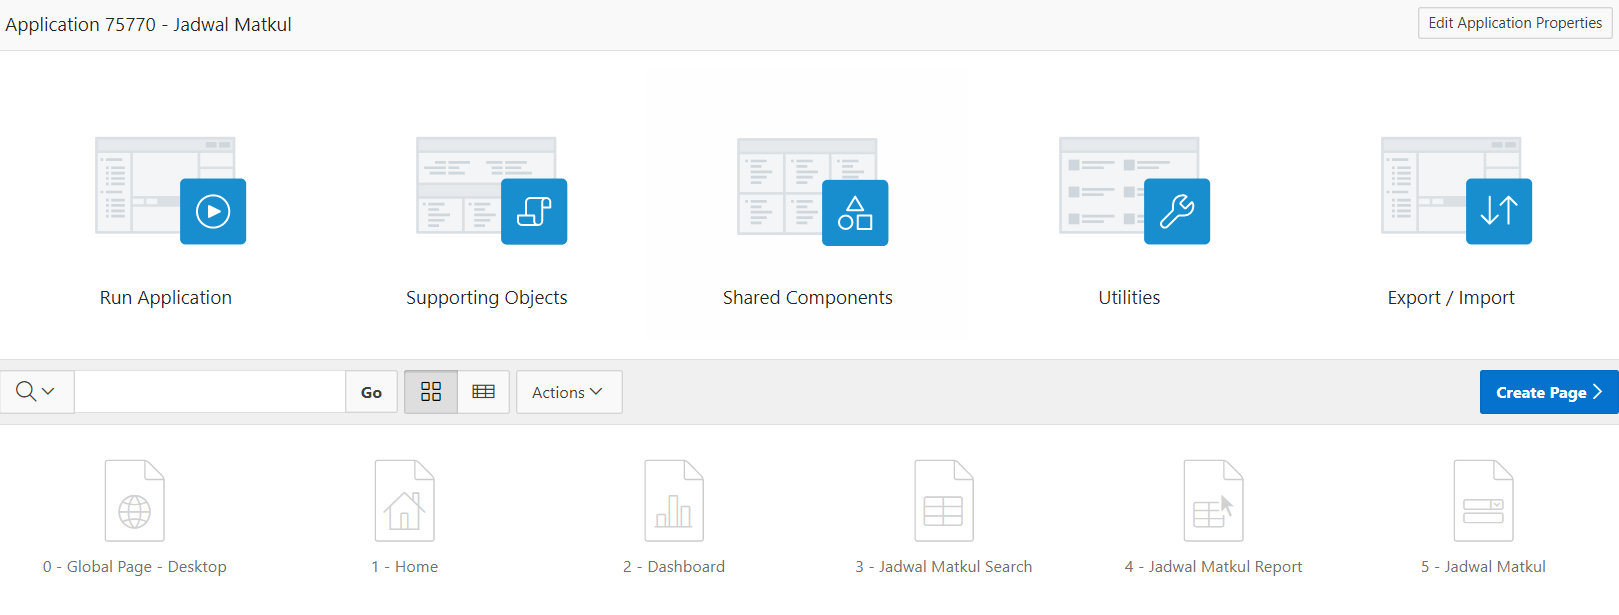 Application 75770 - Jadwal Matkul
Edit Application Properties
Run Application
Supporting Objects
Shared Components
Utilities
Export / Import
Go
Actions
Create Page
0 - Global Page - Desktop
1 - Home
2 - Dashboard
3 - Jadwal Matkul Search
4 - Jadwal Matkul Report
5 - Jadwal Matkul